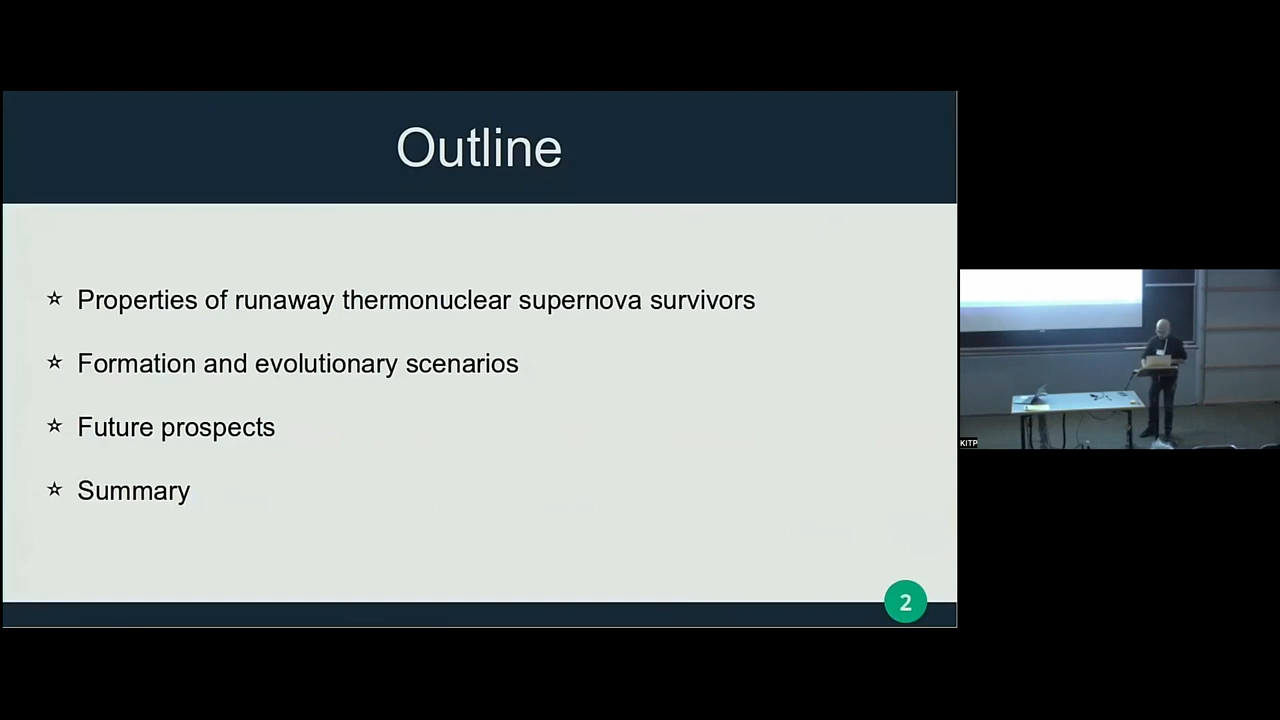 Outline
☆ Properties of runaway thermonuclear supernova survivors
☆ Formation and evolutionary scenarios
☆ Future prospects
☆ Summary
2
KITP